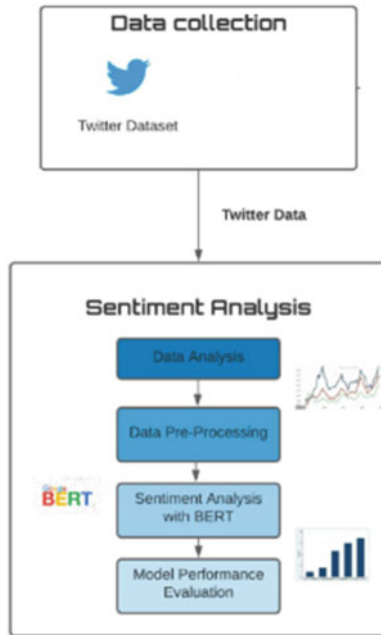 Data collection
Twitter Dataset
Twitter Data
Sentiment Analysis
Data Analysis
Data Pre-Processing
Google
BERT
Sentiment Analysis
with BERT
Model Performance
Evaluation